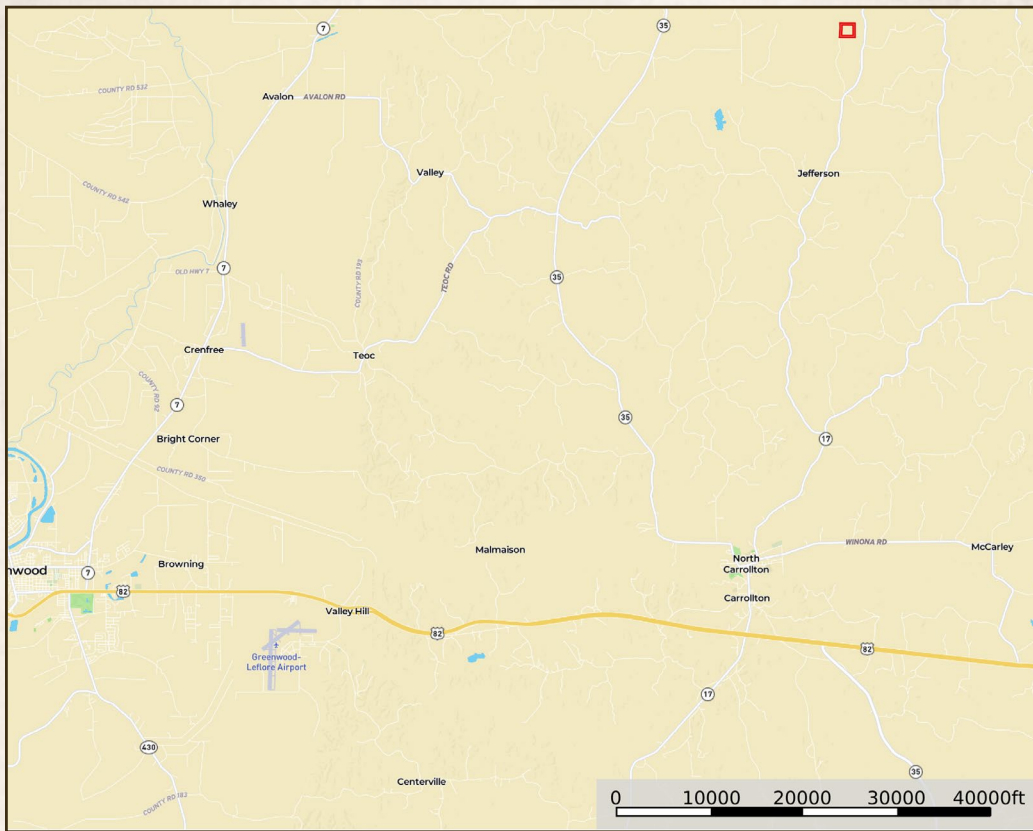 7
35
COUNTY RD 532
Avalon
AVALON RD
Valley
Jefferson
COUNTY RD 542
Whaley
OLD HWY 7
7
COUNTY RD 193
TEOC RD
35
Crenfree
Teoc
COUNTY RD 52
7
35
17
Bright Corner
COUNTY RD 350
Malmaison
North
Carrollton
WINONA RD
McCarley
nwood
7
Browning
82
Carrollton
Valley Hill
82
82
Greenwood-
Leflore Airport
17
430
35
Centerville
COUNTY RD 182
0 10000 20000 30000 40000ft